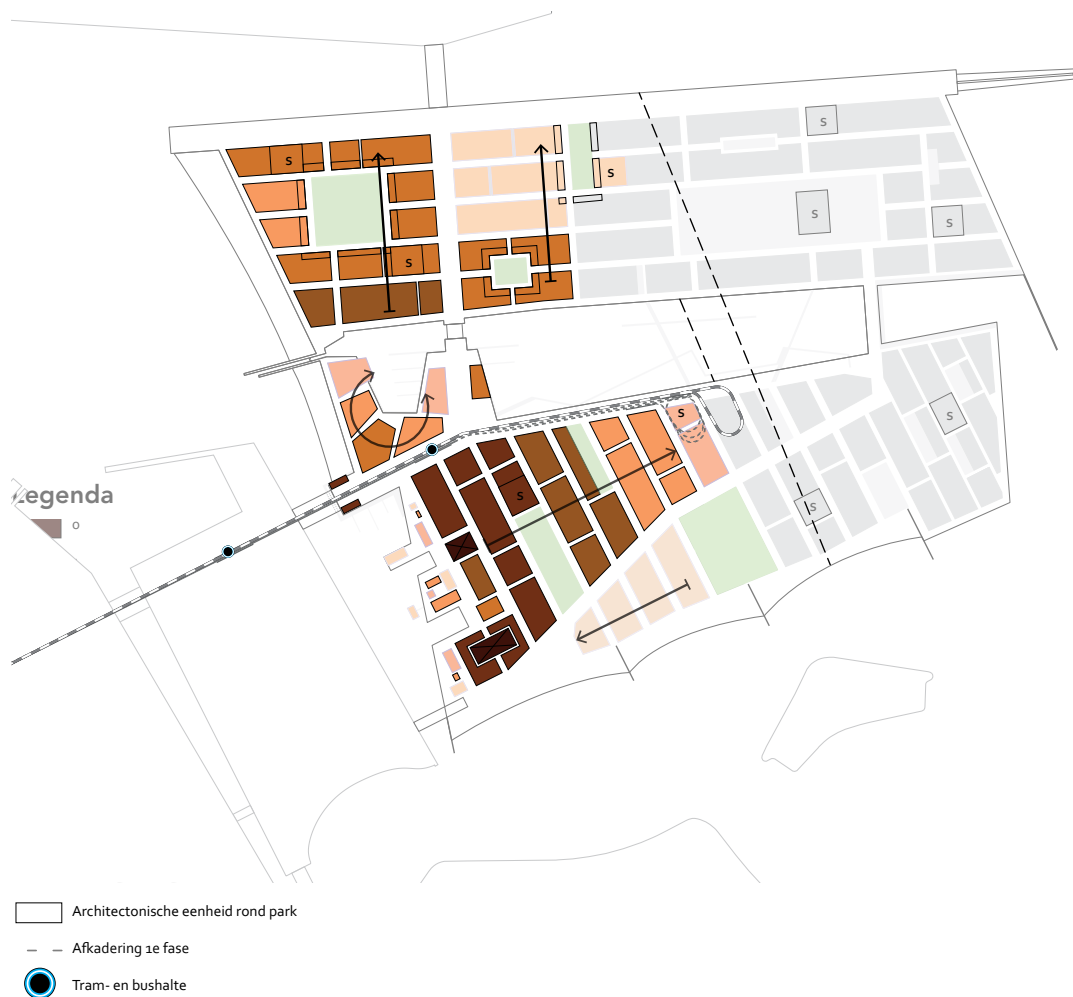 S
S
S
S
S
S
S
S
S
S
Legenda
o
Architectonische eenheid rond park
Afkadering 1e fase
Tram- en bushalte